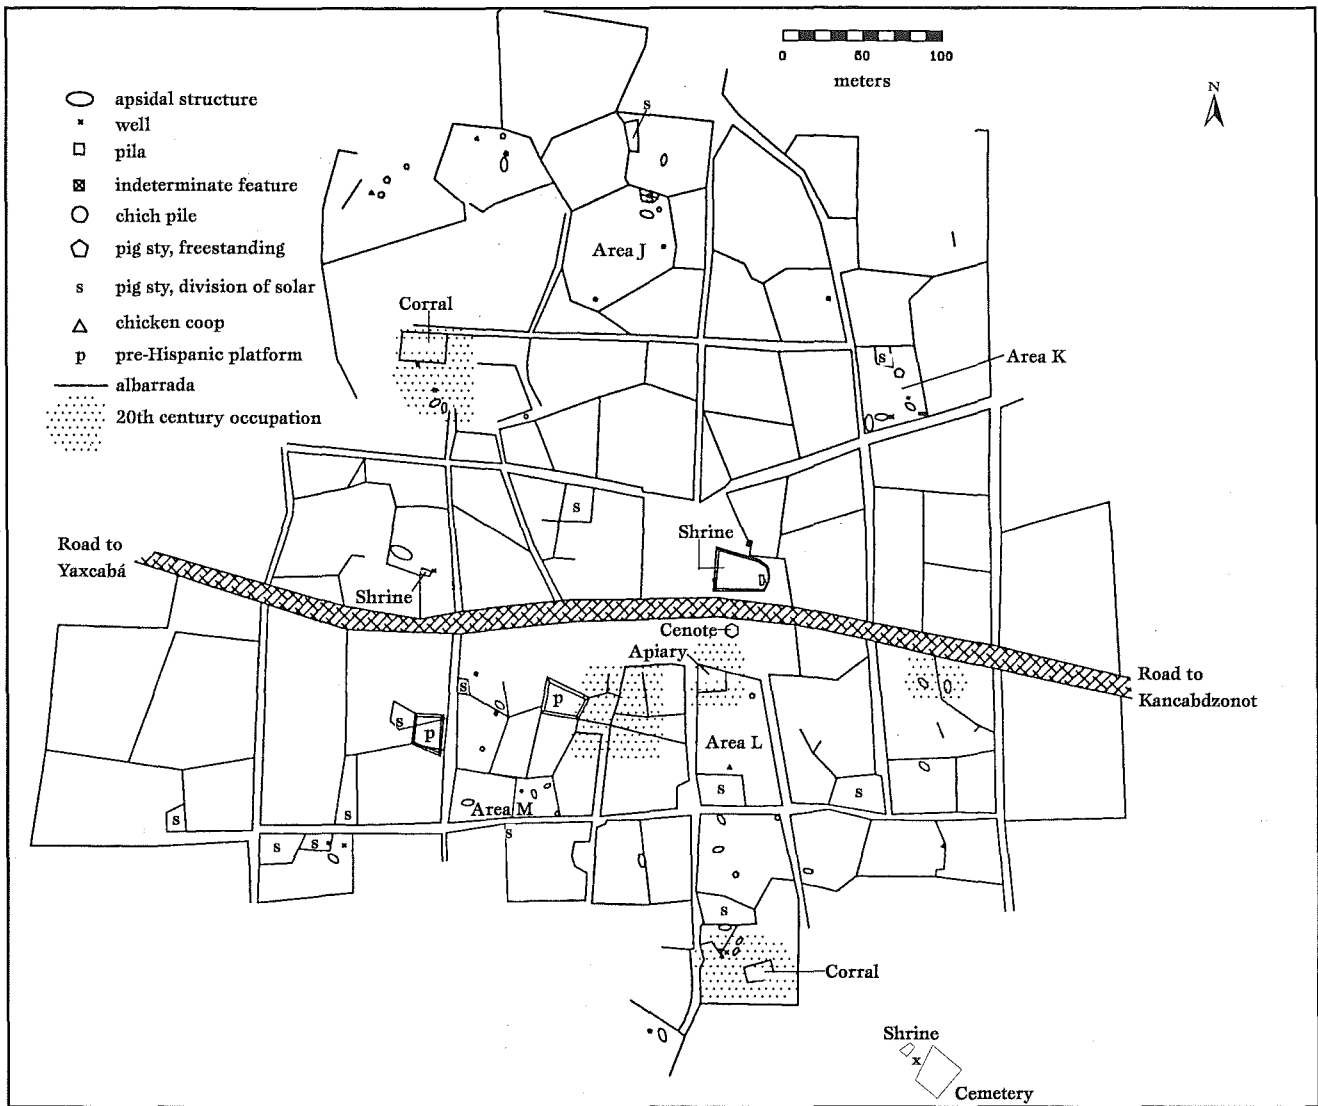 0 50 100
meters
N
apsidal structure
well
pila
indeterminate feature
chich pile
pig sty, freestanding
s pig sty, division of solar
chicken coop
p pre-Hispanic platform
albarrada
20th century occupation
s
Area J
Corral
Area K
s
s
Shrine
Road to
Yaxcabá
Shrine
Cenote
Apiary
Road to
Kancabdzonot
s
p
s
p
Area L
s
s
Area M
s
s
s
s
s
s
Corral
Shrine
x
Cemetery